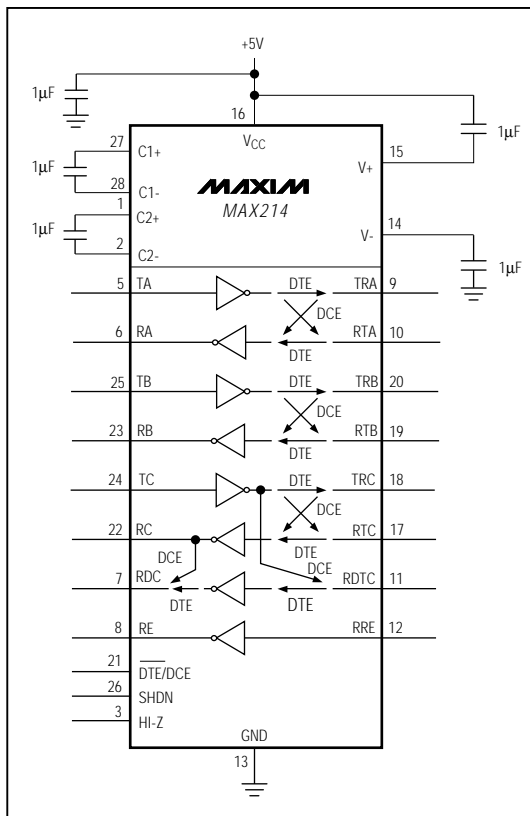 +5V
1µF
16
VCC
1µF
27
C1+
15
V+
1µF
28
C1-
MAXIM
MAX214
1
C2+
1µF
2
C2-
14
V-
1µF
5 TA DTE TRA 9
DCE
6 RA RTA 10
DTE
25 TB DTE TRB 20
DCE
23 RB RTB 19
DTE
24 TC DTE TRC 18
DCE
22 RC RTC 17
DTE
DCE DCE
7 RDC RDTC 11
DTE DTE
8 RE RRE 12
21
DTE/DCE
26
SHDN
3
HI-Z
GND
13